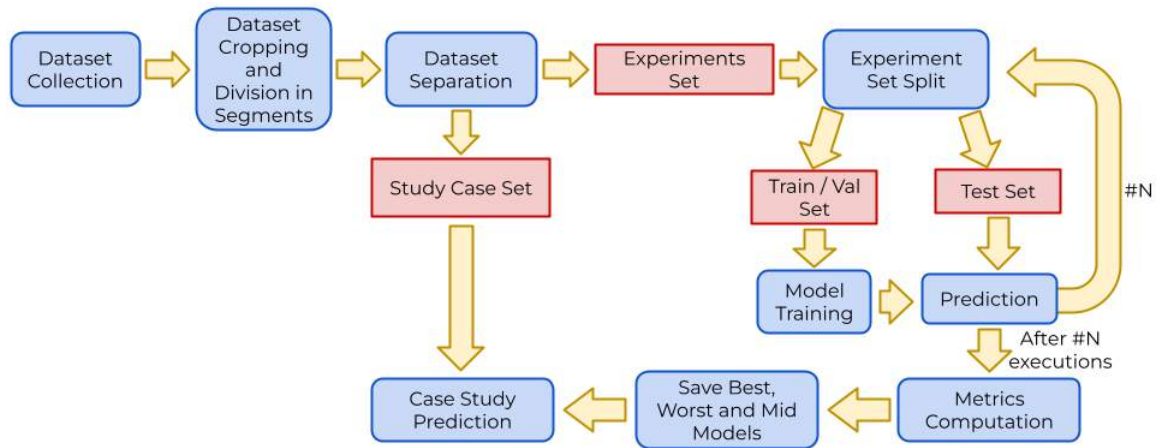 Dataset
Collection
Dataset
Cropping
and
Division in
Segments
Dataset
Separation
Experiments
Set
Experiment
Set Split
Study Case Set
Train / Val
Set
Test Set
#N
Model
Training
Prediction
After #N
executions
Case Study
Prediction
Save Best,
Worst and Mid
Models
Metrics
Computation